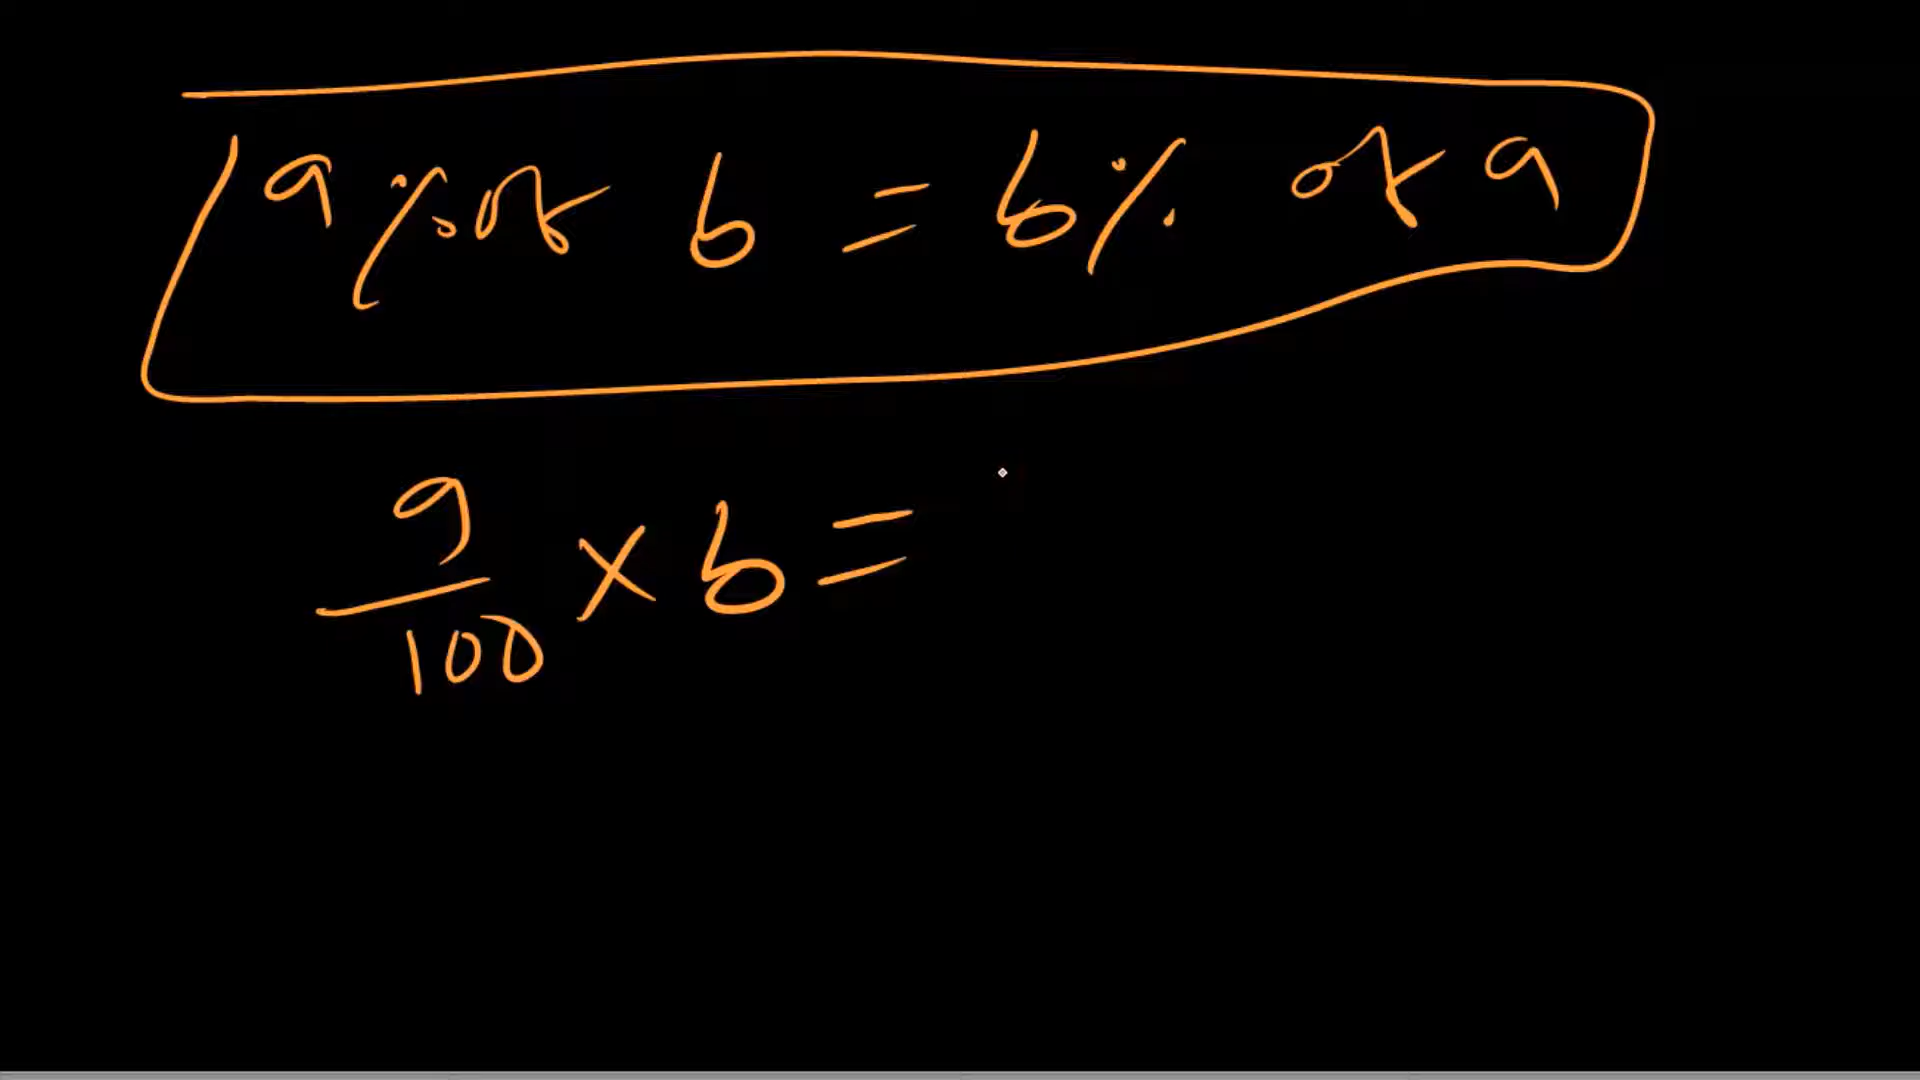 a % of b = b % of a
a/100 × b =